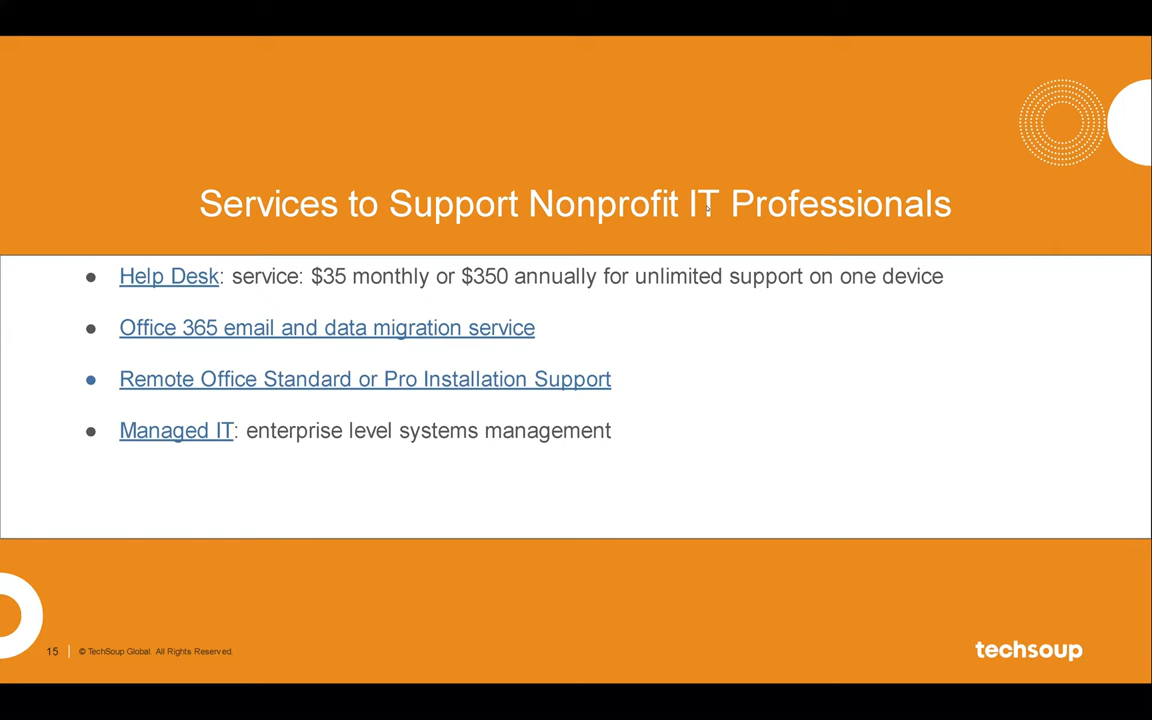 Services to Support Nonprofit IT Professionals
● Help Desk: service: $35 monthly or $350 annually for unlimited support on one device
● Office 365 email and data migration service
● Remote Office Standard or Pro Installation Support
● Managed IT: enterprise level systems management
15 | © TechSoup Global. All Rights Reserved.
techsoup